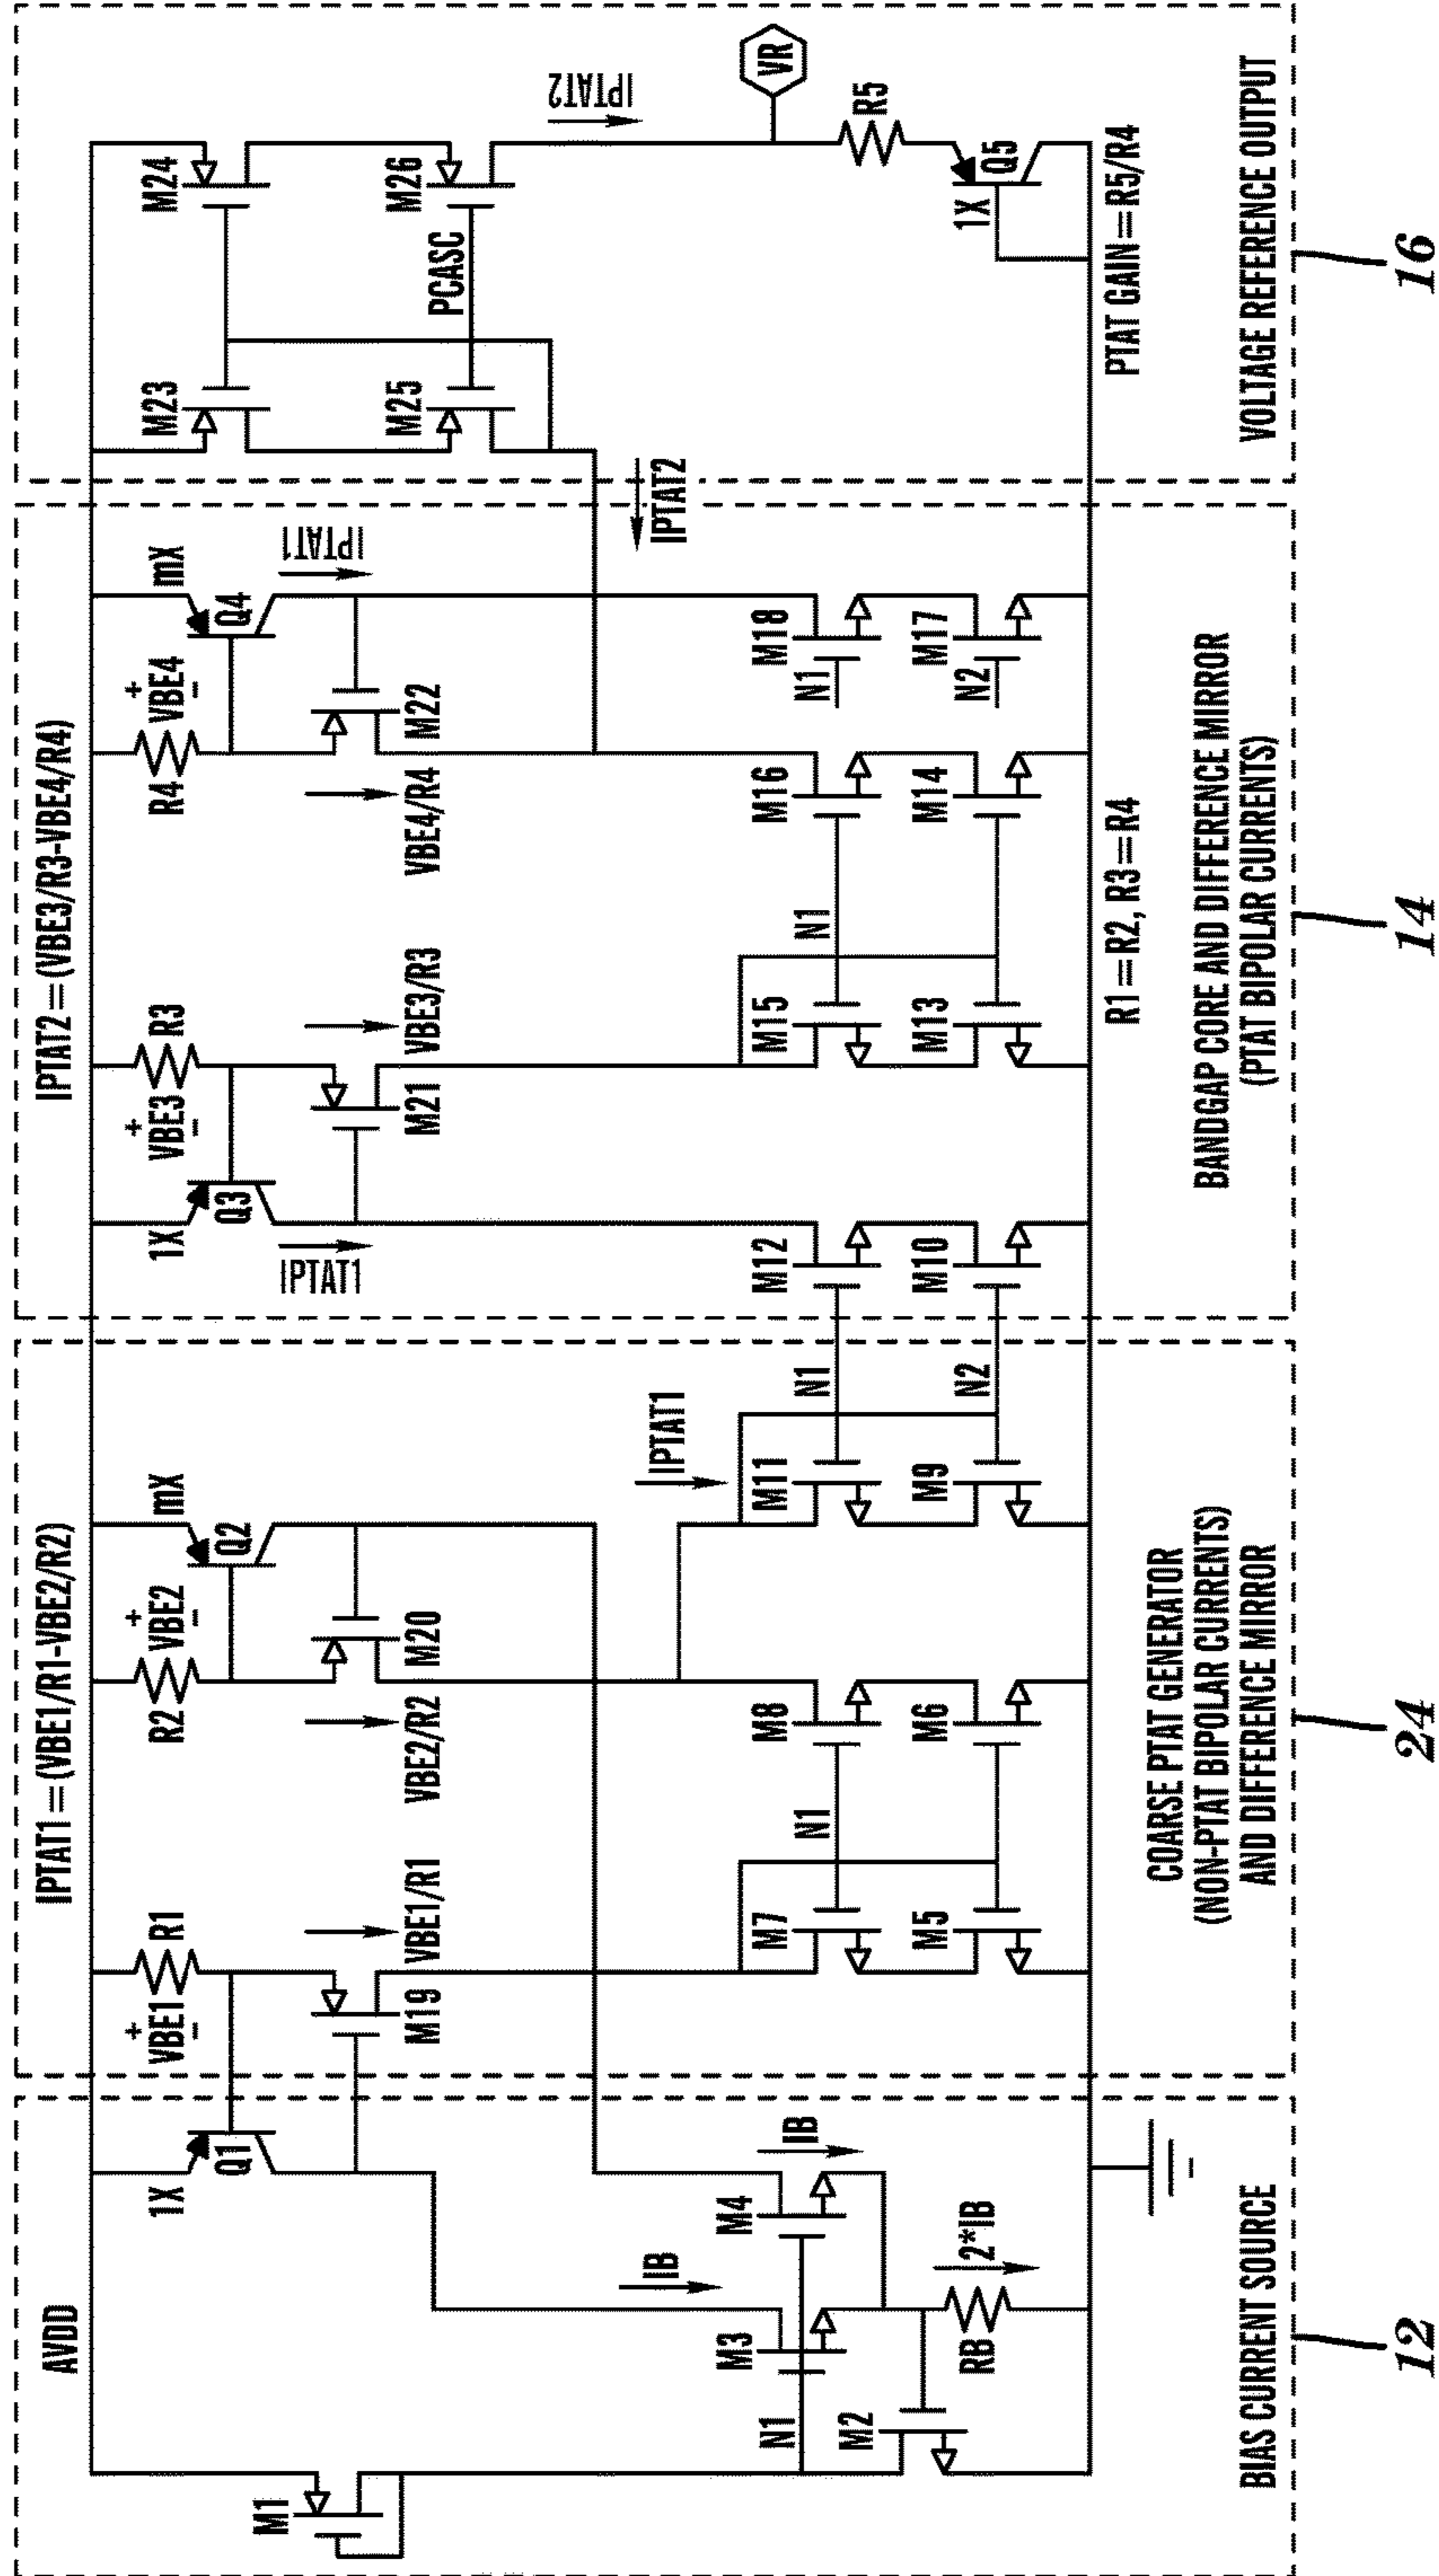 AVDD
M1
1X
Q1
IB
IB
N1
M3
M4
M2
RB
2*IB
BIAS CURRENT SOURCE
12
IPTAT1=(VBE1/R1-VBE2/R2)
+
VBE1
−
R1
R2
+
VBE2
−
mX
Q2
M19
VBE1/R1
VBE2/R2
M20
IPTAT1
M7
N1
M8
M11
N1
M5
M6
M9
N2
COARSE PTAT GENERATOR
(NON-PTAT BIPOLAR CURRENTS)
AND DIFFERENCE MIRROR
24
IPTAT2=(VBE3/R3-VBE4/R4)
1X
Q3
+
VBE3
−
R3
R4
+
VBE4
−
mX
Q4
IPTAT1
IPTAT1
M21
VBE3/R3
VBE4/R4
M22
IPTAT2
M12
M15
N1
M16
N1
M18
M10
M13
M14
N2
M17
R1=R2, R3=R4
BANDGAP CORE AND DIFFERENCE MIRROR
(PTAT BIPOLAR CURRENTS)
14
M23
M24
M25
PCASC
M26
IPTAT2
VR
R5
1X
Q5
PTAT GAIN=R5/R4
VOLTAGE REFERENCE OUTPUT
16